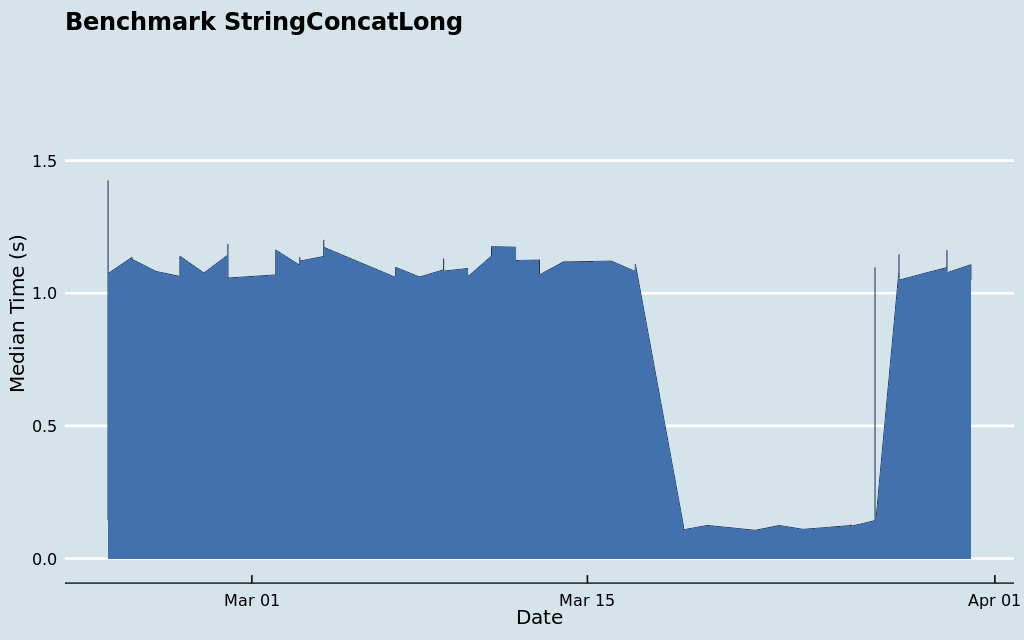 Benchmark StringConcatLong
Median Time (s)
1.5
1.0
0.5
0.0
Mar 01
Mar 15
Apr 01
Date